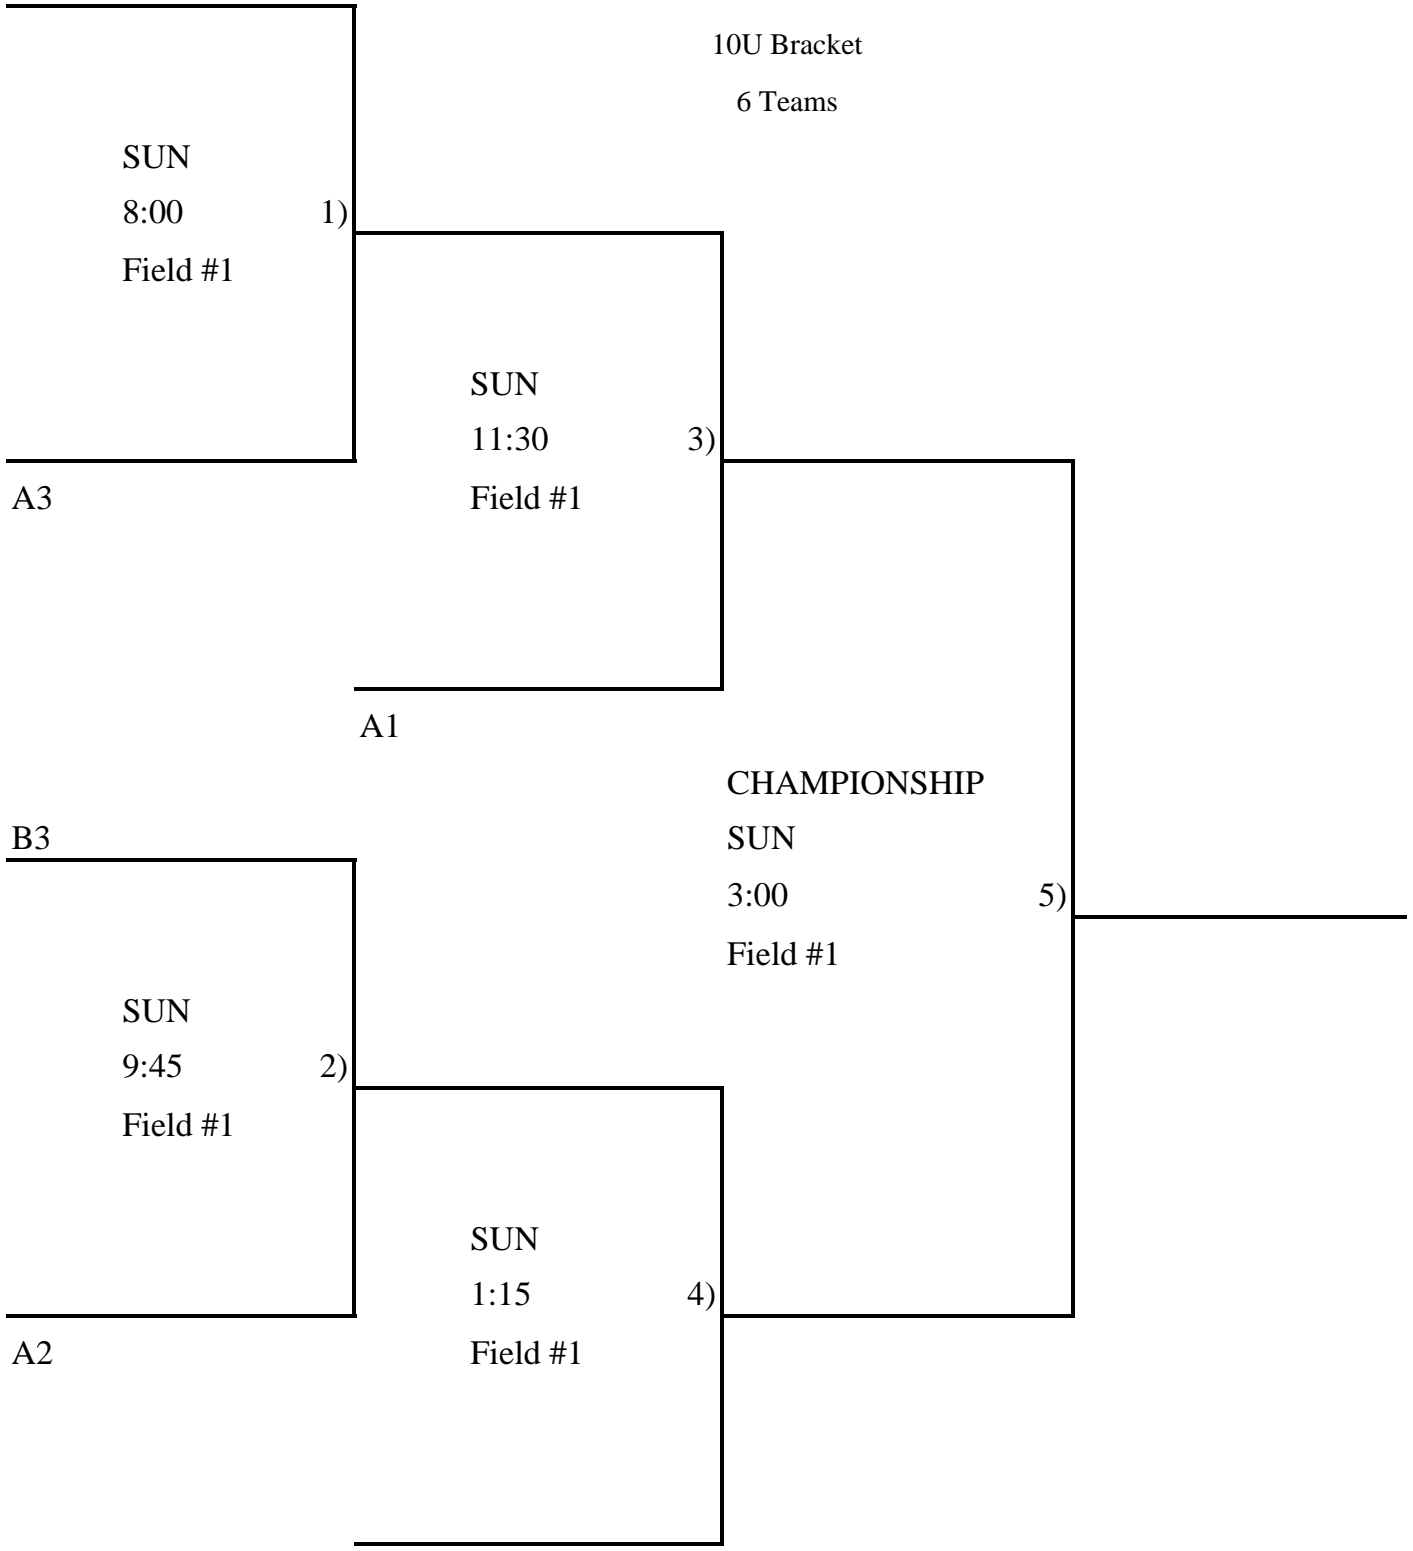 10U Bracket
6 Teams
SUN
8:00 1)
Field #1
SUN
11:30 3)
A3 Field #1
A1
CHAMPIONSHIP
B3 SUN
3:00 5)
Field #1
SUN
9:45 2)
Field #1
SUN
1:15 4)
A2 Field #1